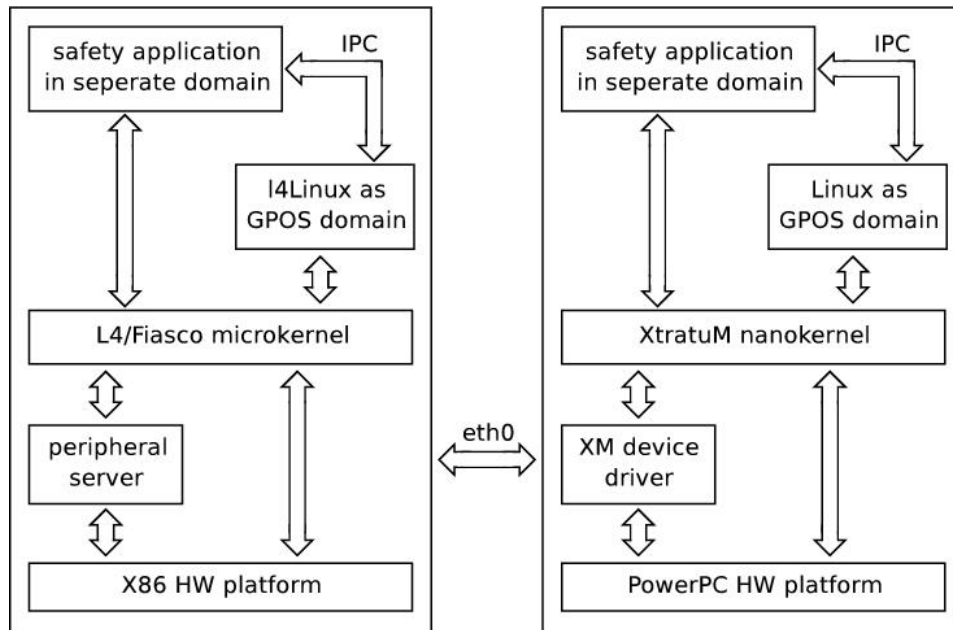 safety application
in seperate domain
IPC
l4Linux as
GPOS domain
L4/Fiasco microkernel
peripheral
server
X86 HW platform
eth0
safety application
in seperate domain
IPC
Linux as
GPOS domain
XtratuM nanokernel
XM device
driver
PowerPC HW platform